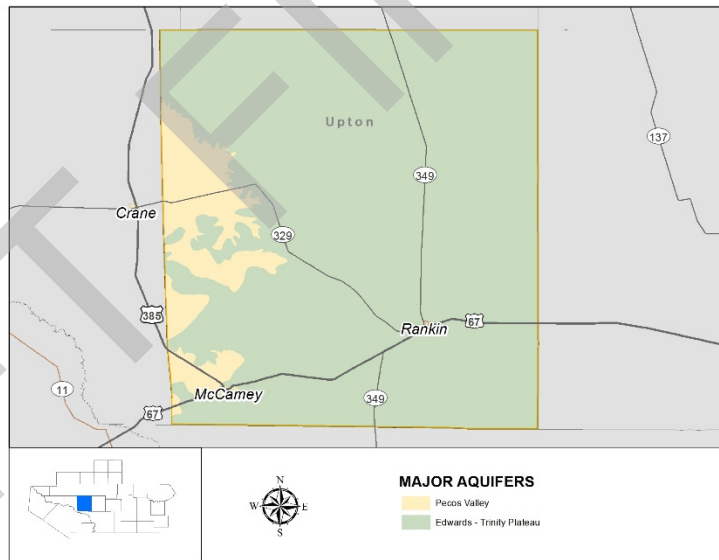 Upton
137
349
Crane
329
385
Rankin
67
11
McCamey
67
349
N
W E
S
MAJOR AQUIFERS
Pecos Valley
Edwards - Trinity Plateau